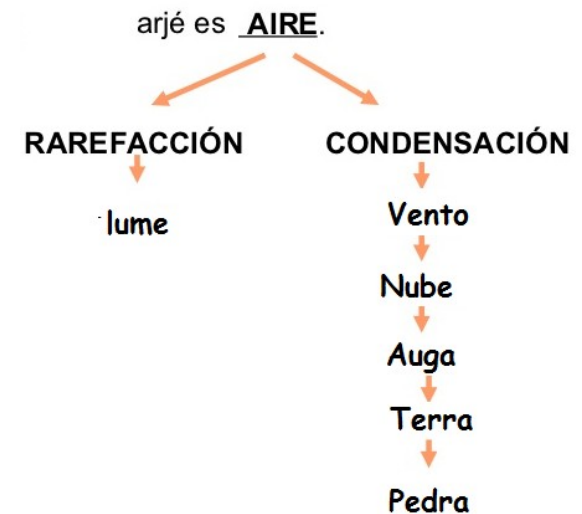 arjé es AIRE.
RAREFACCIÓN
lume
CONDENSACIÓN
Vento
Nube
Auga
Terra
Pedra